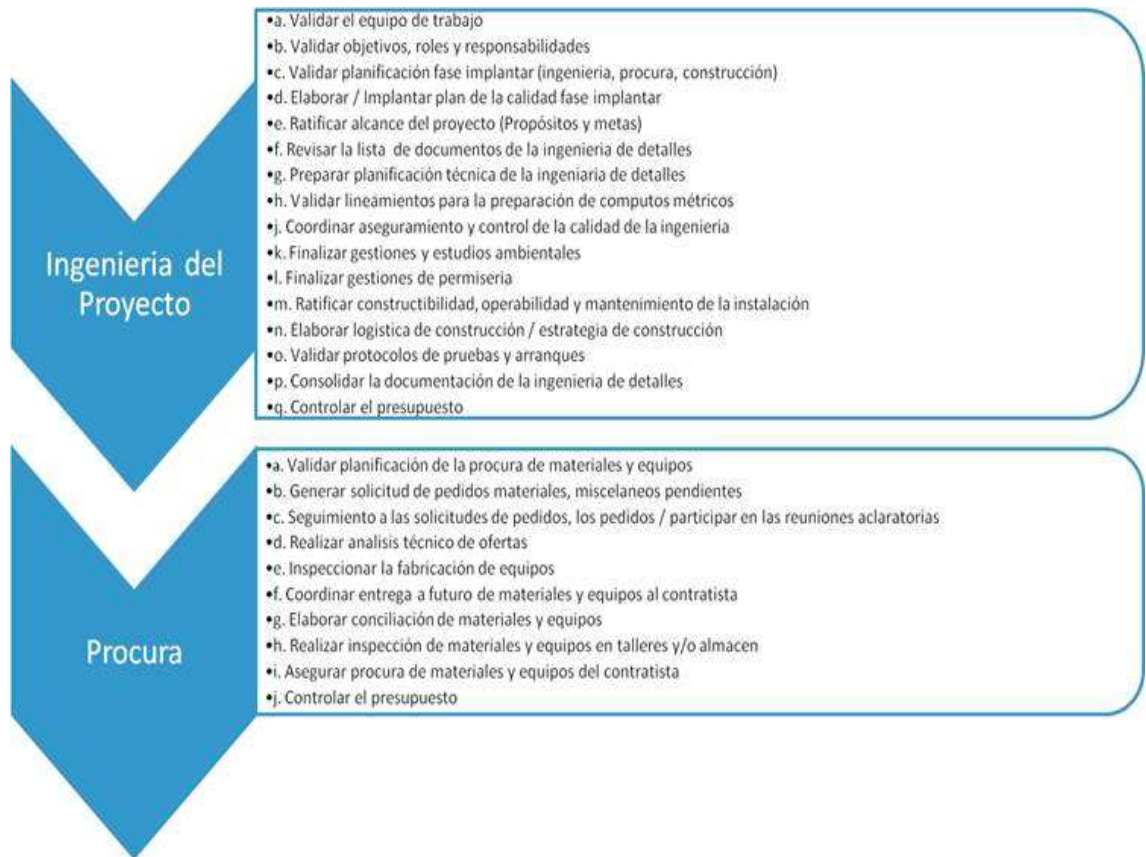 •a. Validar el equipo de trabajo
•b. Validar objetivos, roles y responsabilidades
•c. Validar planificación fase implantar (ingenieria, procura, construcción)
•d. Elaborar / Implantar plan de la calidad fase implantar
•e. Ratificar alcance del proyecto (Propósitos y metas)
•f. Revisar la lista de documentos de la ingenieria de detalles
•g. Preparar planificación técnica de la ingeniaria de detalles
•h. Validar lineamientos para la preparación de computos métricos
•j. Coordinar aseguramiento y control de la calidad de la ingenieria
•k. Finalizar gestiones y estudios ambientales
•l. Finalizar gestiones de permiseria
•m. Ratificar constructibilidad, operabilidad y mantenimiento de la instalación
•n. Elaborar logistica de construcción / estrategia de construcción
•o. Validar protocolos de pruebas y arranques
•p. Consolidar la documentación de la ingenieria de detalles
•q. Controlar el presupuesto
Ingenieria del
Proyecto
•a. Validar planificación de la procura de materiales y equipos
•b. Generar solicitud de pedidos materiales, miscelaneos pendientes
•c. Seguimiento a las solicitudes de pedidos, los pedidos / participar en las reuniones aclaratorias
•d. Realizar analisis técnico de ofertas
•e. Inspeccionar la fabricación de equipos
•f. Coordinar entrega a futuro de materiales y equipos al contratista
•g. Elaborar conciliación de materiales y equipos
•h. Realizar inspección de materiales y equipos en talleres y/o almacen
•i. Asegurar procura de materiales y equipos del contratista
•j. Controlar el presupuesto
Procura